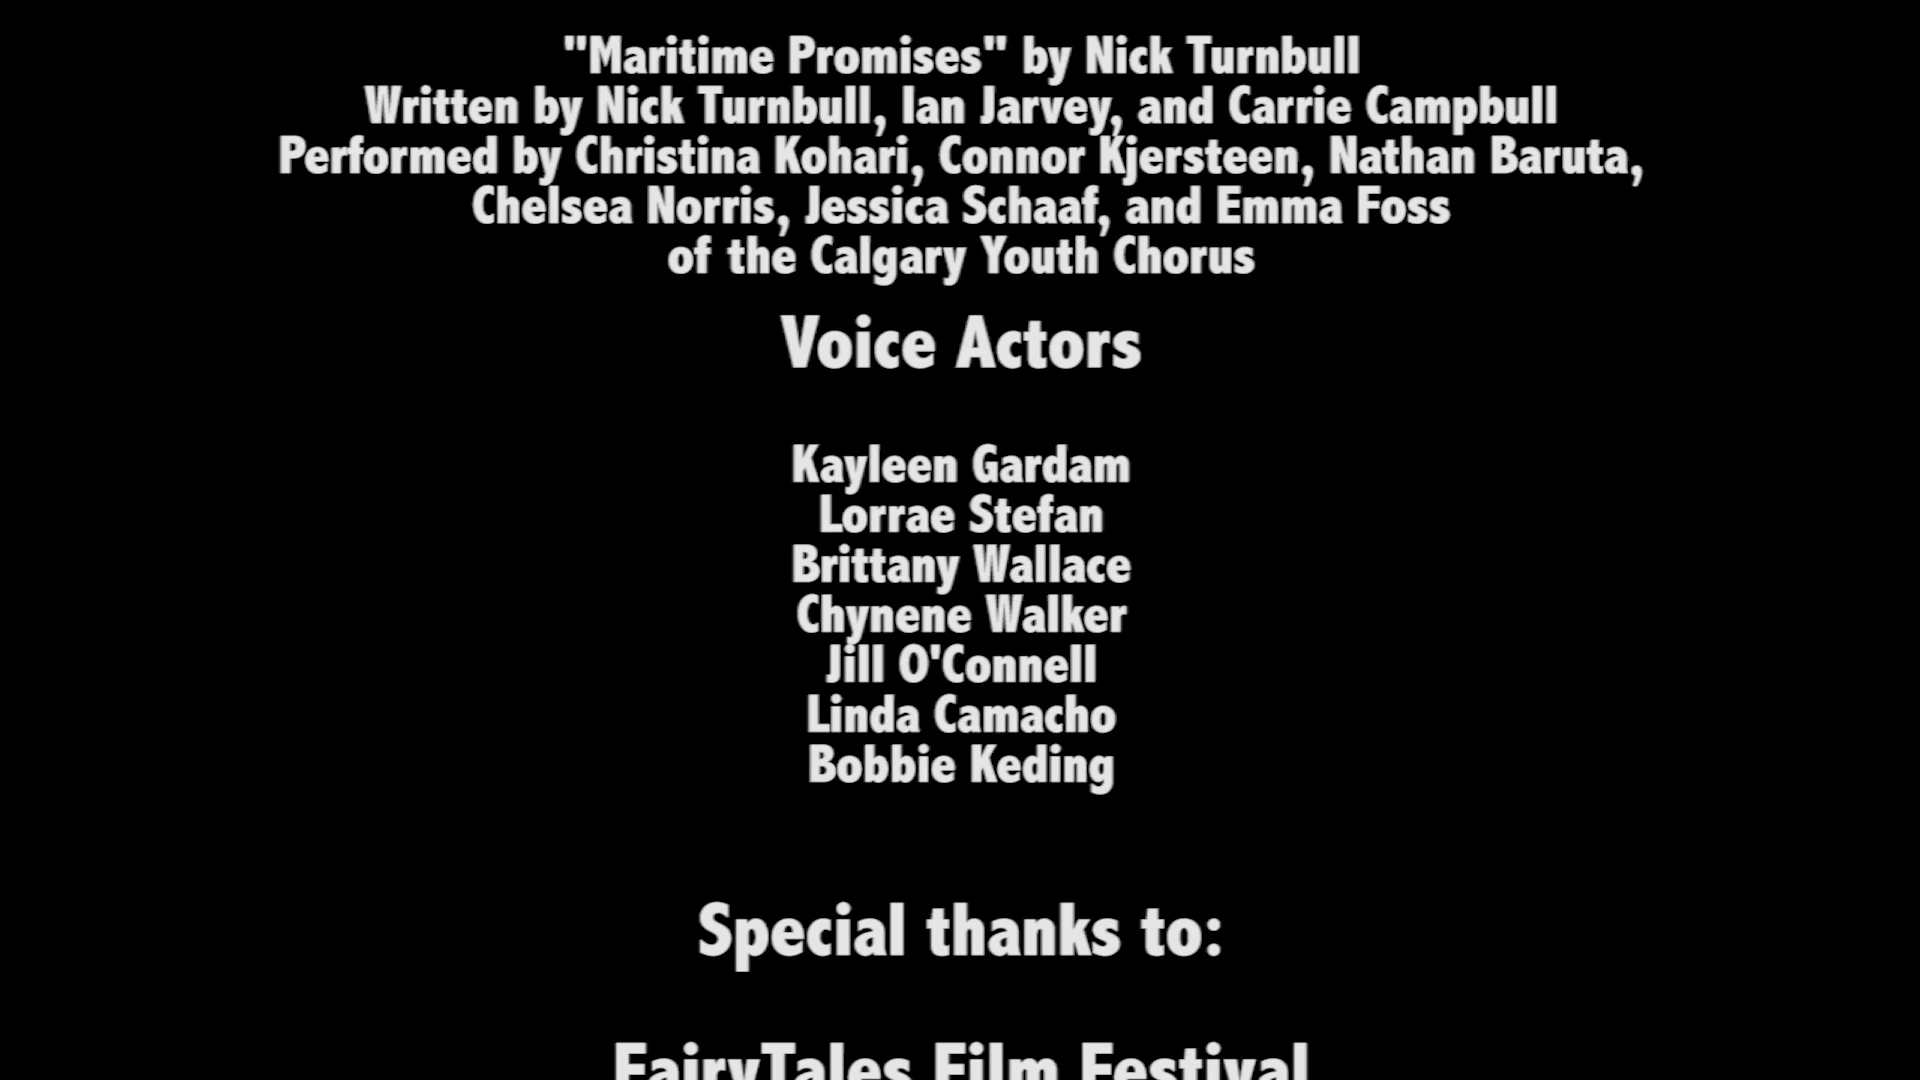 "Maritime Promises" by Nick Turnbull
Written by Nick Turnbull, Ian Jarvey, and Carrie Campbull
Performed by Christina Kohari, Connor Kjersteen, Nathan Baruta,
Chelsea Norris, Jessica Schaaf, and Emma Foss
of the Calgary Youth Chorus
Voice Actors
Kayleen Gardam
Lorrae Stefan
Brittany Wallace
Chynene Walker
Jill O'Connell
Linda Camacho
Bobbie Keding
Special thanks to:
FairyTales Film Festival